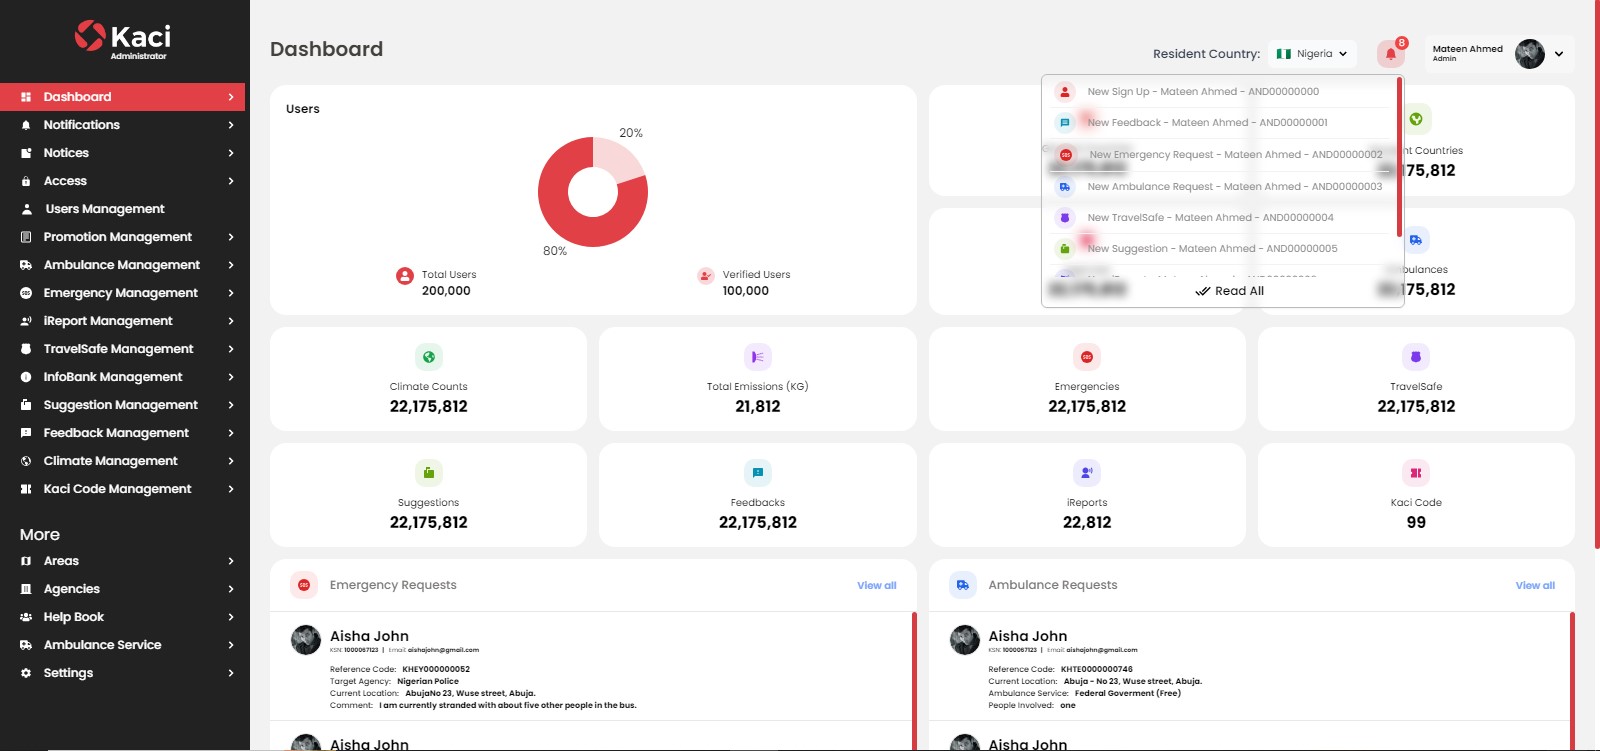 Kaci
Administrator
Dashboard
Notifications
Notices
Access
Users Management
Promotion Management
Ambulance Management
Emergency Management
iReport Management
TravelSafe Management
InfoBank Management
Suggestion Management
Feedback Management
Climate Management
Kaci Code Management
More
Areas
Agencies
Help Book
Ambulance Service
Settings
Dashboard
Resident Country: Nigeria
8
Mateen Ahmed
Admin
Users
20%
80%
Total Users
200,000
Verified Users
100,000
New Sign Up - Mateen Ahmed - AND00000000
New Feedback - Mateen Ahmed - AND00000001
New Emergency Request - Mateen Ahmed - AND00000002
New Ambulance Request - Mateen Ahmed - AND00000003
New TravelSafe - Mateen Ahmed - AND00000004
New Suggestion - Mateen Ahmed - AND00000005
Read All
Countries
175,812
bulances
175,812
Climate Counts
22,175,812
Total Emissions (KG)
21,812
SOS
Emergencies
22,175,812
TravelSafe
22,175,812
Suggestions
22,175,812
Feedbacks
22,175,812
iReports
22,812
Kaci Code
99
SOS
Emergency Requests
View all
Aisha John
KSN: 1000067123 | Email: aishajohn@gmail.com
Reference Code: KHEY000000052
Target Agency: Nigerian Police
Current Location: AbujaNo 23, Wuse street, Abuja.
Comment: I am currently stranded with about five other people in the bus.
Aisha John
Ambulance Requests
View all
Aisha John
KSN: 1000067123 | Email: aishajohn@gmail.com
Reference Code: KHTE0000000746
Current Location: Abuja - No 23, Wuse street, Abuja.
Ambulance Service: Federal Goverment (Free)
People Involved: one
Aisha John